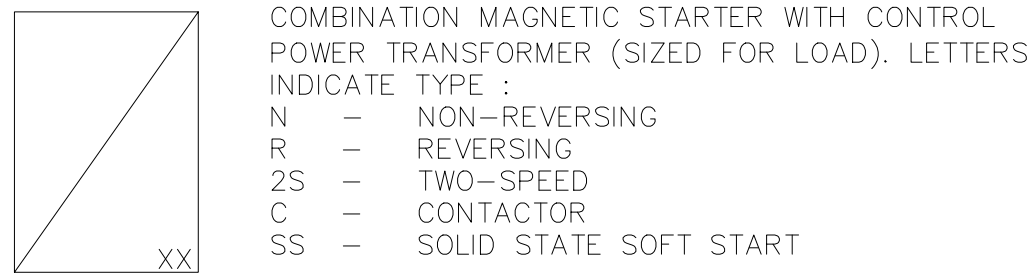 COMBINATION MAGNETIC STARTER WITH CONTROL
POWER TRANSFORMER (SIZED FOR LOAD). LETTERS
INDICATE TYPE :
N – NON–REVERSING
R – REVERSING
2S – TWO–SPEED
C – CONTACTOR
SS – SOLID STATE SOFT START
XX